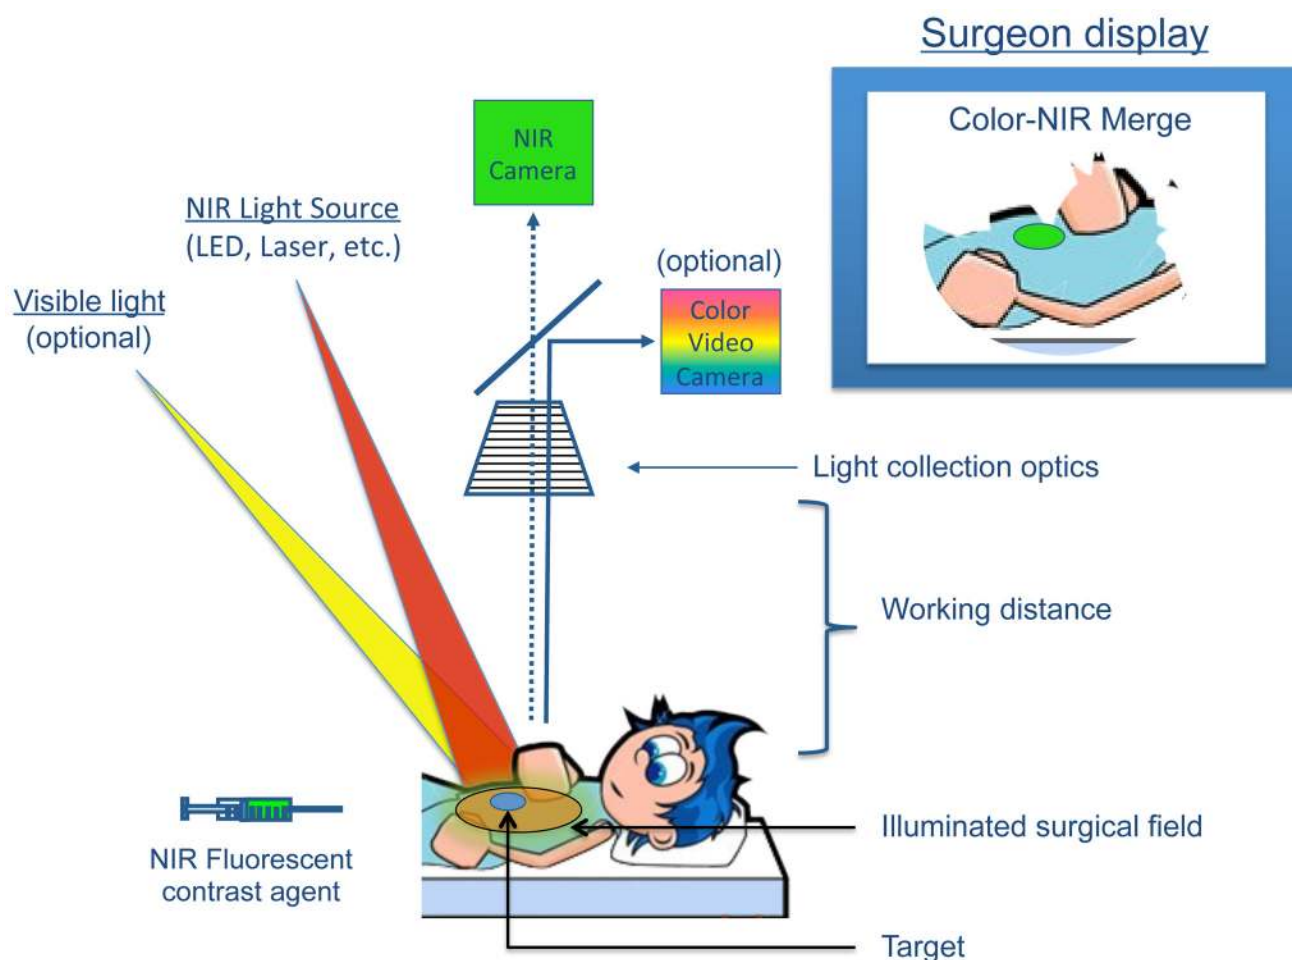 Surgeon display
Color-NIR Merge
NIR
Camera
NIR Light Source
(LED, Laser, etc.)
(optional)
Color
Video
Camera
Visible light
(optional)
Light collection optics
Working distance
Illuminated surgical field
NIR Fluorescent
contrast agent
Target